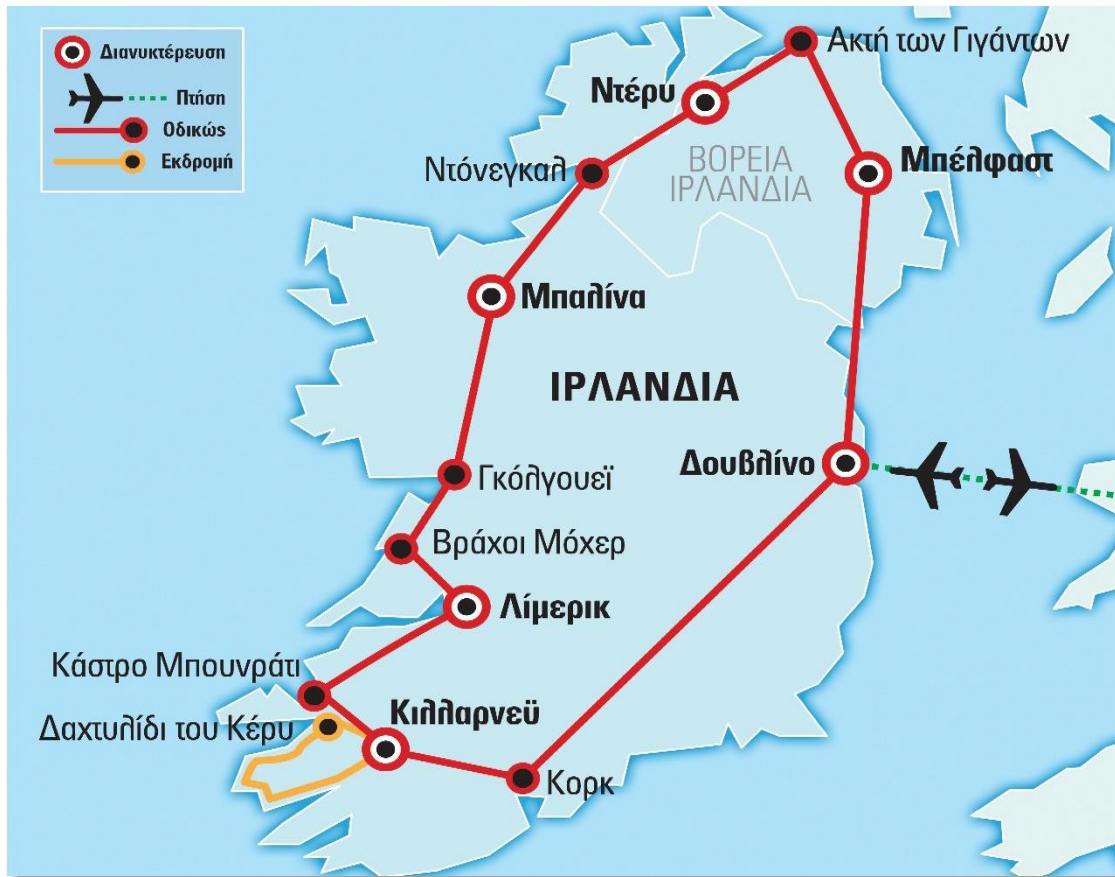 Διανυκτέρευση
Πτήση
Οδικώς
Εκδρομή
Ακτή των Γιγάντων
Ντέρυ
ΒΟΡΕΙΑ
ΙΡΛΑΝΔΙΑ
Μπέλφαστ
Ντόνεγκαλ
Μπαλίνα
ΙΡΛΑΝΔΙΑ
Δουβλίνο
Γκόλγουεϊ
Βράχοι Μόχερ
Λίμερικ
Κάστρο Μπουνράτι
Δαχτυλίδι του Κέρυ
Κιλλαρνεϋ
Κορκ